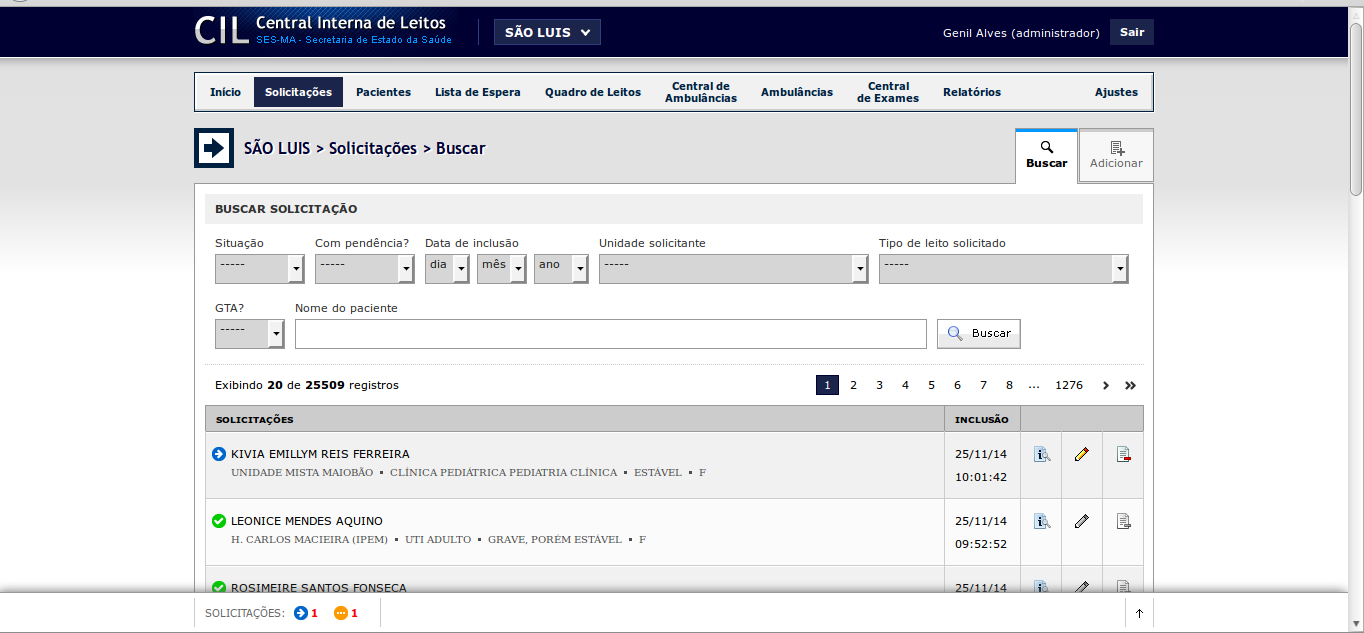 CIL Central Interna de Leitos
SES-MA - Secretaria de Estado da Saúde
SÃO LUIS
Genil Alves (administrador)
Sair
Início
Solicitações
Pacientes
Lista de Espera
Quadro de Leitos
Central de
Ambulâncias
Ambulâncias
Central
de Exames
Relatórios
Ajustes
SÃO LUIS > Solicitações > Buscar
Buscar
Adicionar
BUSCAR SOLICITAÇÃO
Situação
Com pendência?
Data de inclusão
Unidade solicitante
Tipo de leito solicitado
-----
-----
dia
mês
ano
-----
-----
GTA?
Nome do paciente
-----
Buscar
Exibindo 20 de 25509 registros
1 2 3 4 5 6 7 8 ... 1276 › »
SOLICITAÇÕES
INCLUSÃO
KIVIA EMILLYM REIS FERREIRA
25/11/14
UNIDADE MISTA MAIOBÃO ▪ CLÍNICA PEDIÁTRICA PEDIATRIA CLÍNICA ▪ ESTÁVEL ▪ F
10:01:42
LEONICE MENDES AQUINO
25/11/14
H. CARLOS MACIEIRA (IPEM) ▪ UTI ADULTO ▪ GRAVE, PORÉM ESTÁVEL ▪ F
09:52:52
ROSIMEIRE SANTOS FONSECA
25/11/14
SOLICITAÇÕES: 1 1